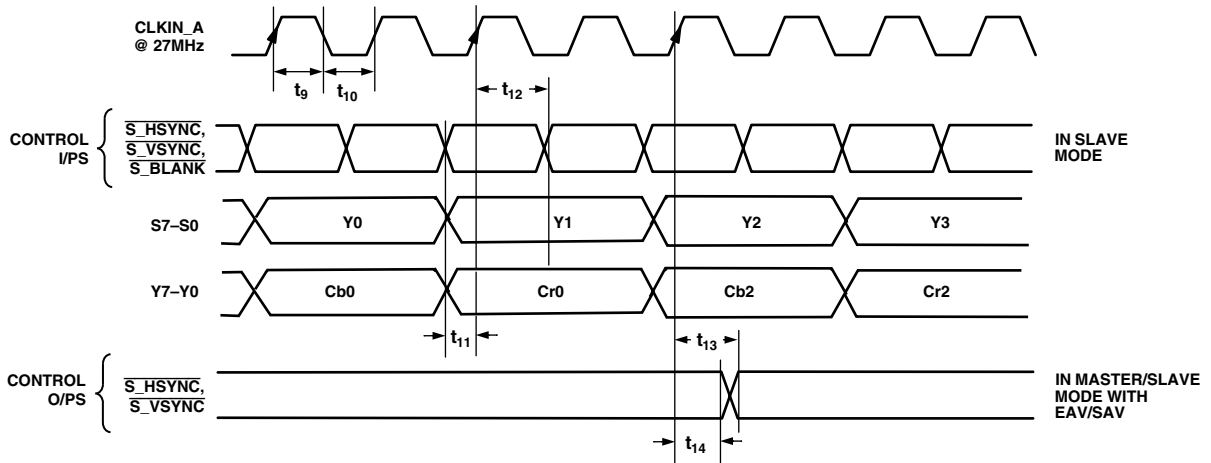 CLKIN_A
@ 27MHz
t9
t10
t12
CONTROL
I/PS
S_HSYNC,
S_VSYNC,
S_BLANK
IN SLAVE
MODE
S7–S0
Y0
Y1
Y2
Y3
Y7–Y0
Cb0
Cr0
Cb2
Cr2
t11
t13
CONTROL
O/PS
S_HSYNC,
S_VSYNC
IN MASTER/SLAVE
MODE WITH
EAV/SAV
t14